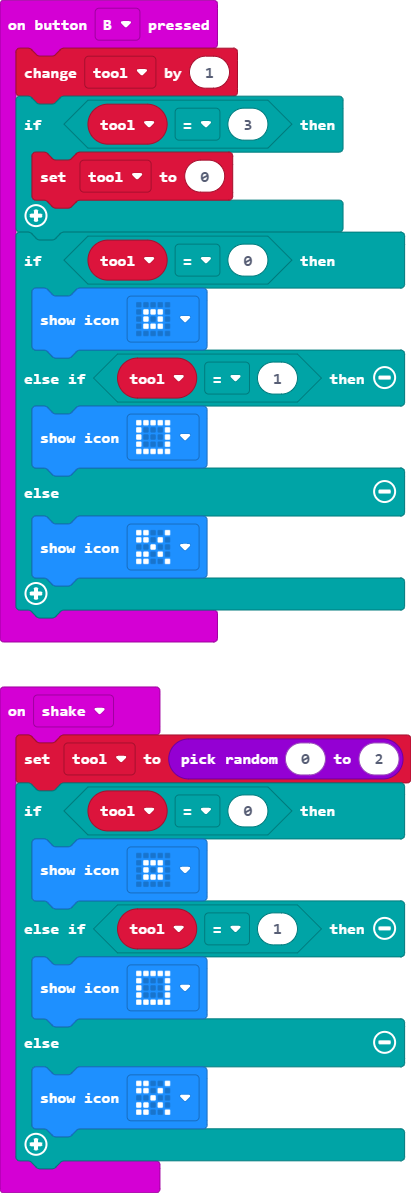 on button B pressed
change tool by 1
if tool = 3 then
set tool to 0
if tool = 0 then
show icon
else if tool = 1 then
show icon
else
show icon
on shake
set tool to pick random 0 to 2
if tool = 0 then
show icon
else if tool = 1 then
show icon
else
show icon